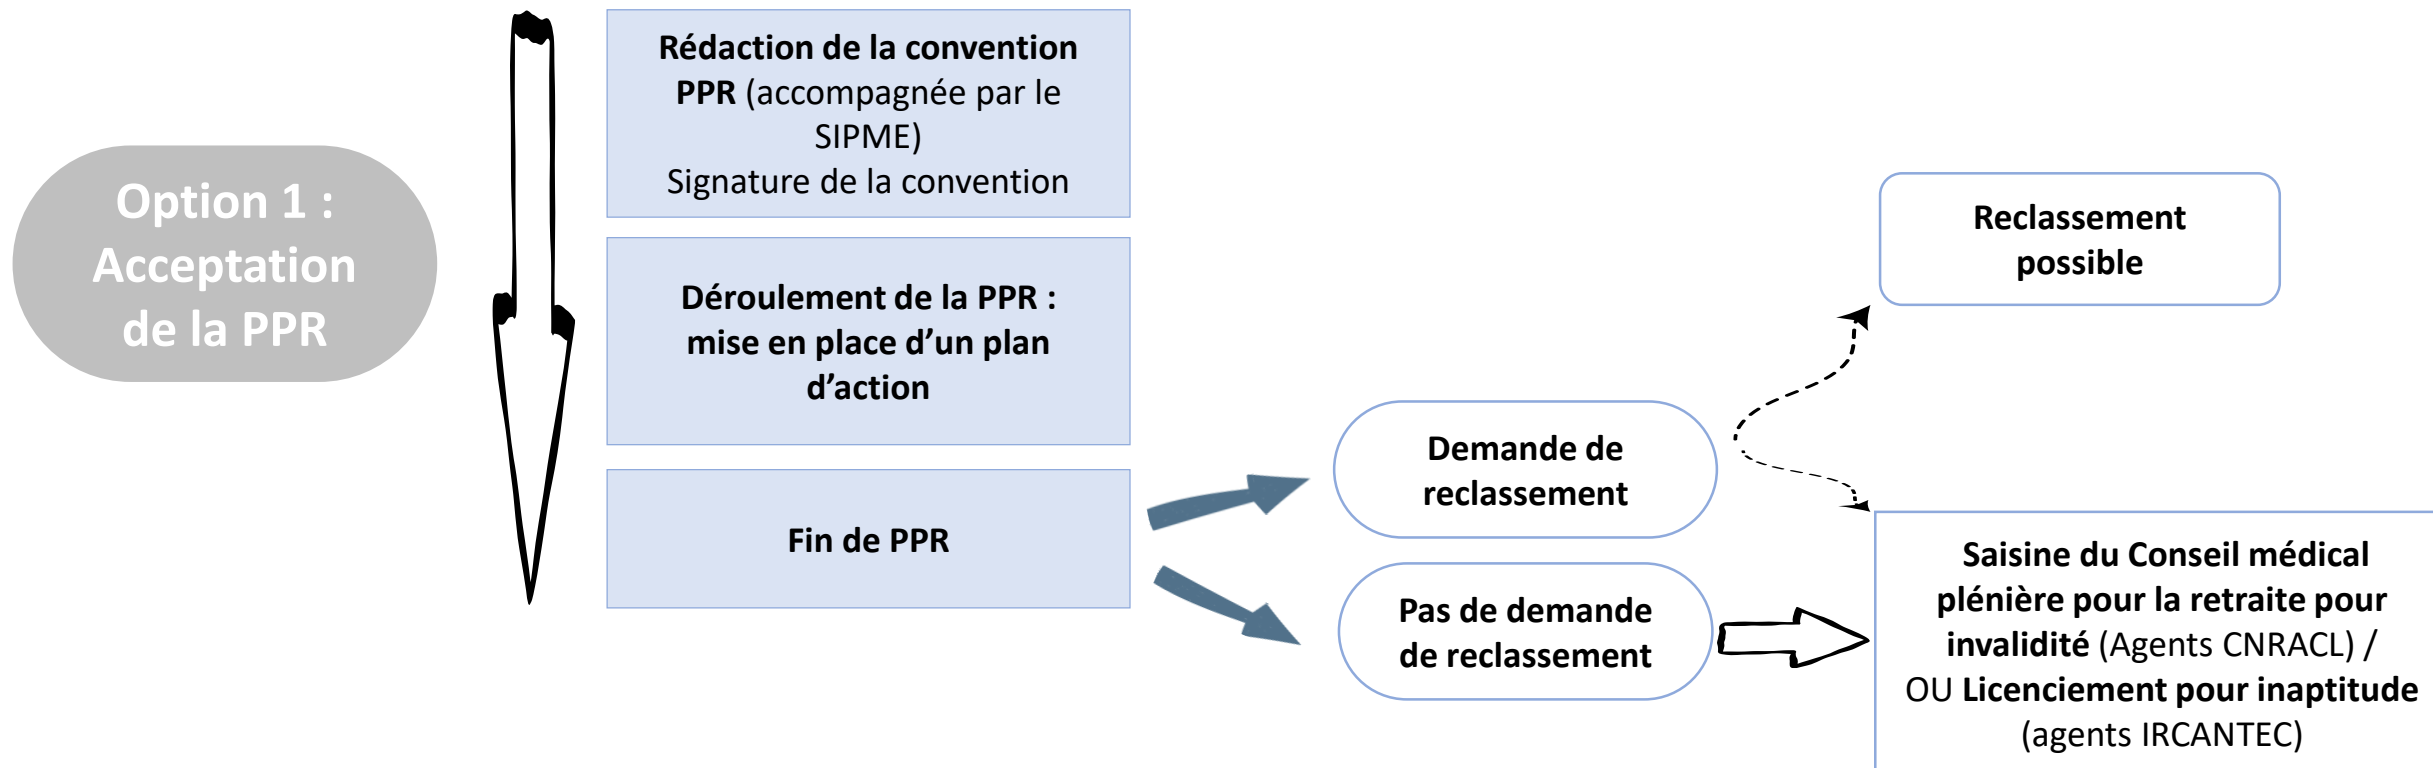 Option 1 :
Acceptation
de la PPR
Rédaction de la convention
PPR (accompagnée par le
SIPME)
Signature de la convention
Déroulement de la PPR :
mise en place d’un plan
d’action
Fin de PPR
Demande de
reclassement
Pas de demande
de reclassement
Reclassement
possible
Saisine du Conseil médical
plénière pour la retraite pour
invalidité (Agents CNRACL) /
OU Licenciement pour inaptitude
(agents IRCANTEC)